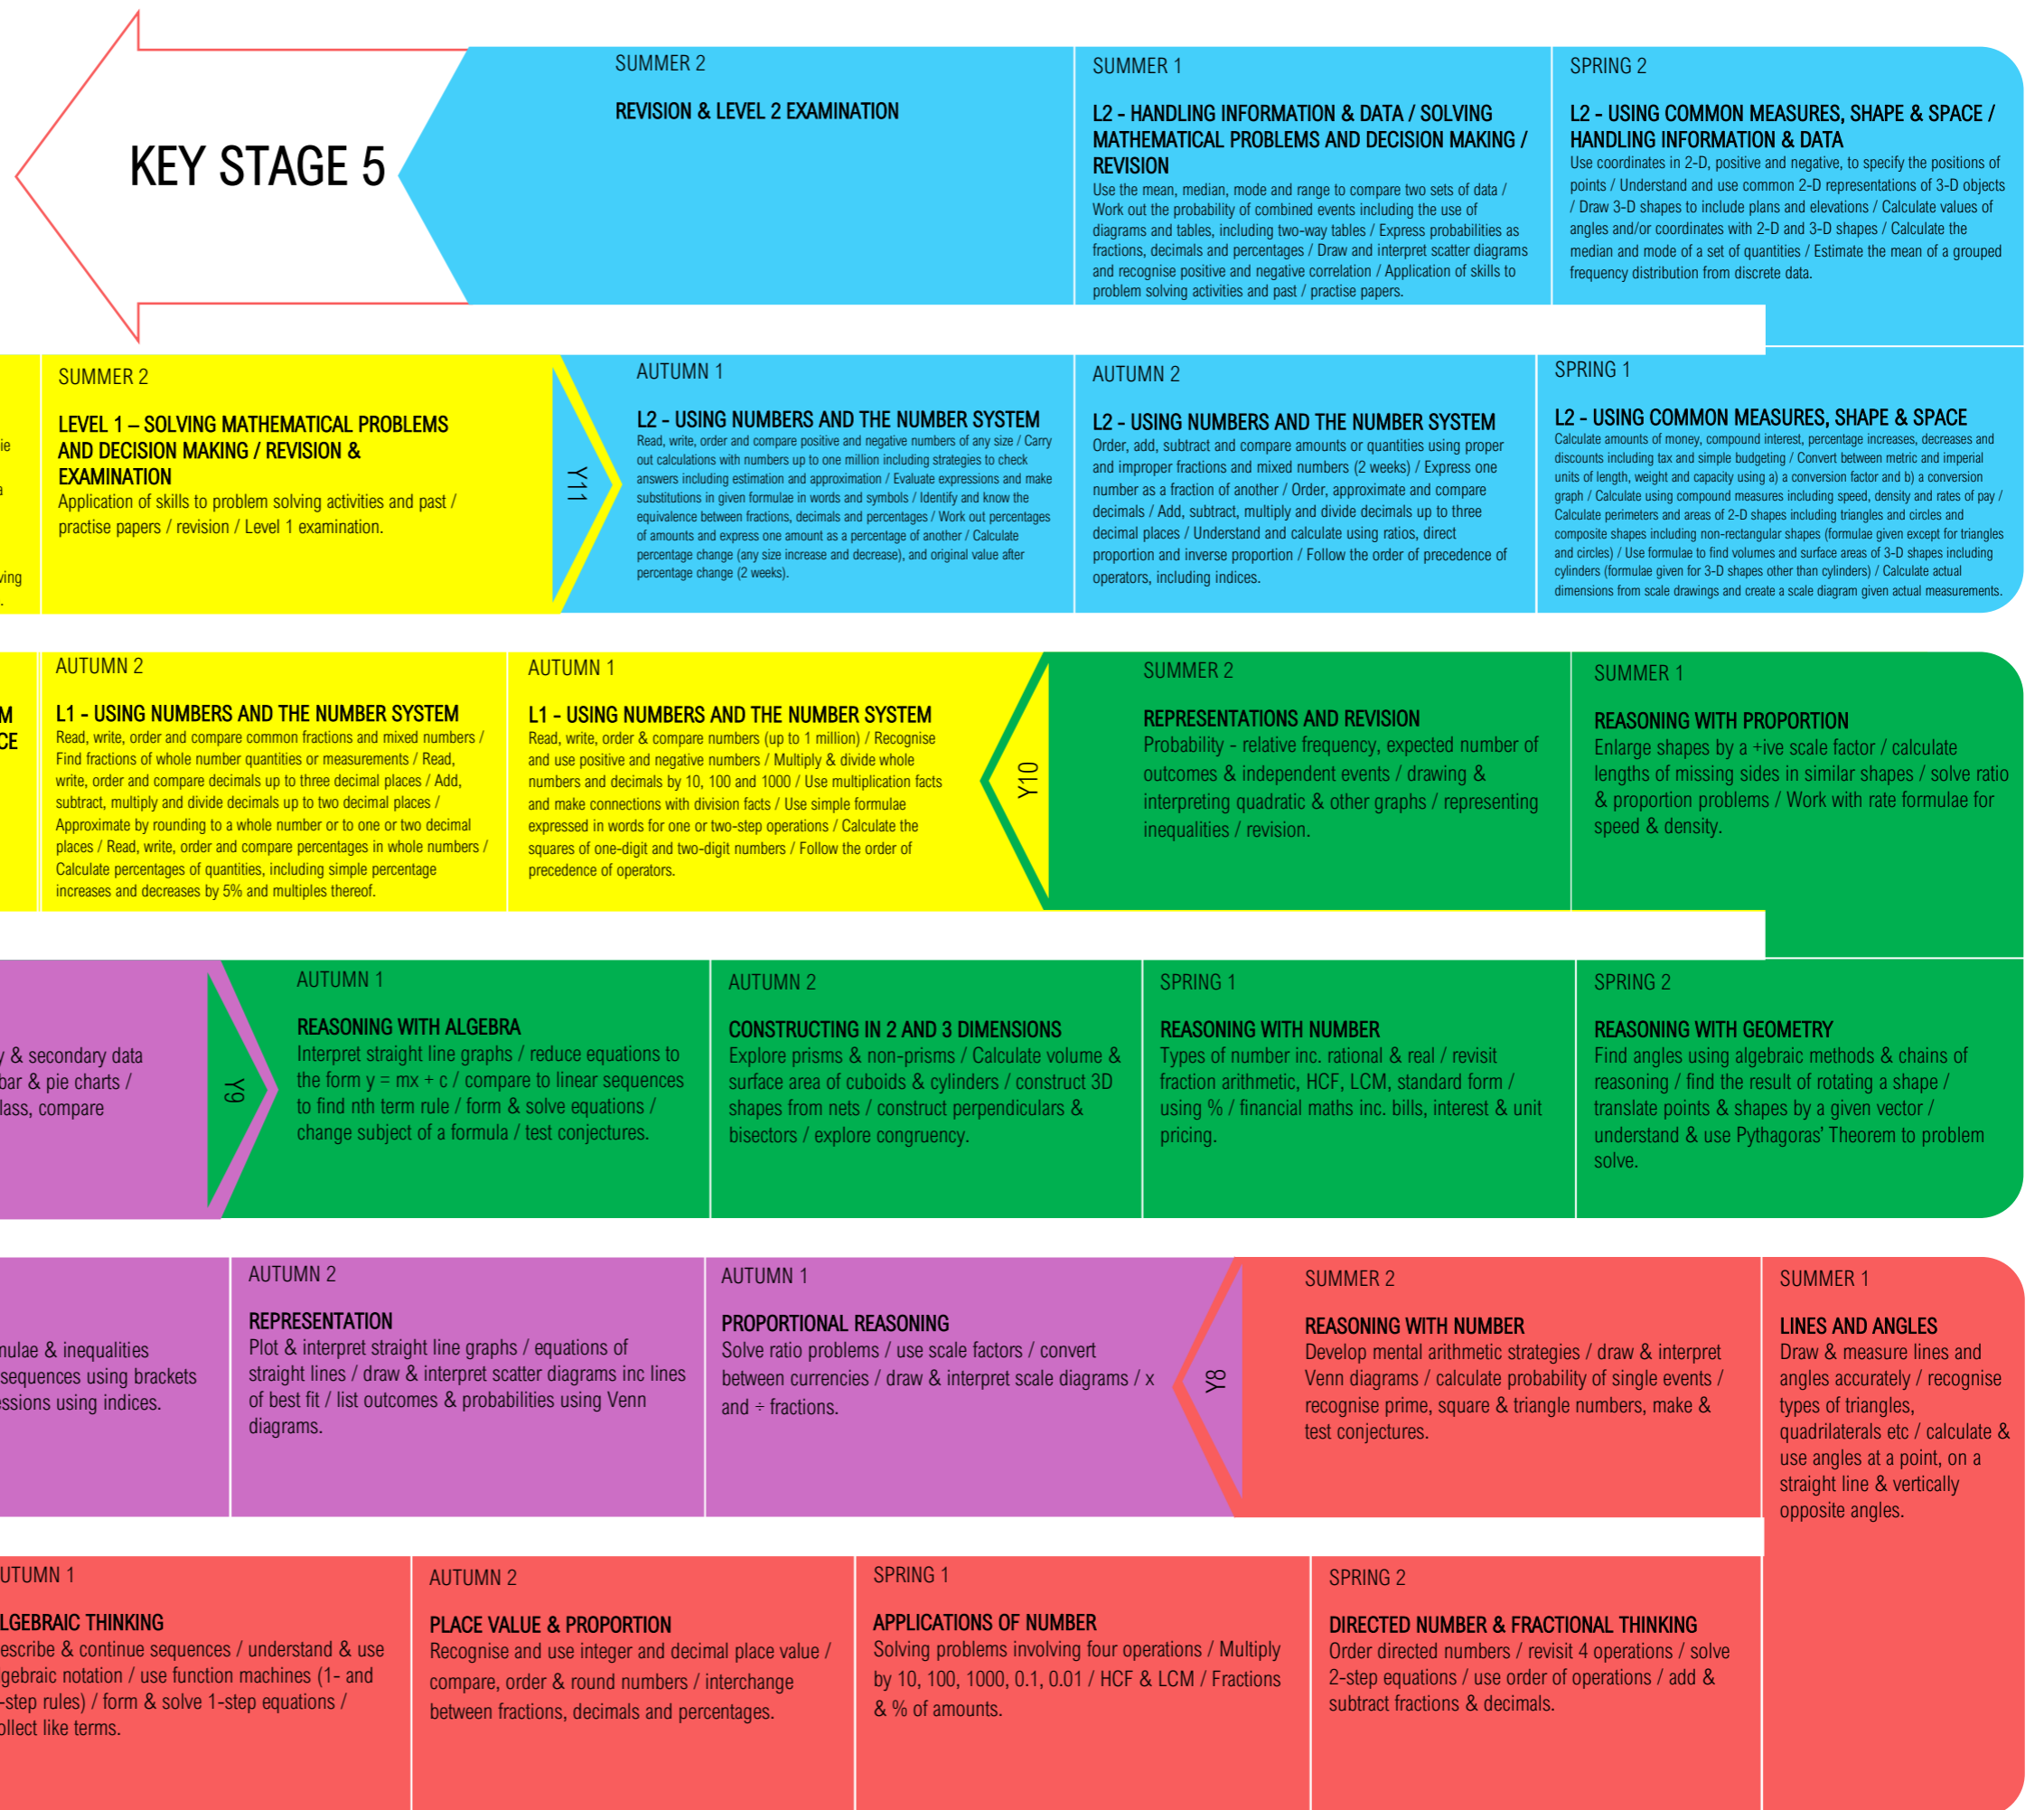 KEY STAGE 5
SUMMER 2
REVISION & LEVEL 2 EXAMINATION
SUMMER 1
L2 - HANDLING INFORMATION & DATA / SOLVING
MATHEMATICAL PROBLEMS AND DECISION MAKING /
REVISION
Use the mean, median, mode and range to compare two sets of data /
Work out the probability of combined events including the use of
diagrams and tables, including two-way tables / Express probabilities as
fractions, decimals and percentages / Draw and interpret scatter diagrams
and recognise positive and negative correlation / Application of skills to
problem solving activities and past / practise papers.
SPRING 2
L2 - USING COMMON MEASURES, SHAPE & SPACE /
HANDLING INFORMATION & DATA
Use coordinates in 2-D, positive and negative, to specify the positions of
points / Understand and use common 2-D representations of 3-D objects
/ Draw 3-D shapes to include plans and elevations / Calculate values of
angles and/or coordinates with 2-D and 3-D shapes / Calculate the
median and mode of a set of quantities / Estimate the mean of a grouped
frequency distribution from discrete data.
ie
a
ving
.
SUMMER 2
LEVEL 1 – SOLVING MATHEMATICAL PROBLEMS
AND DECISION MAKING / REVISION &
EXAMINATION
Application of skills to problem solving activities and past /
practise papers / revision / Level 1 examination.
Y11
AUTUMN 1
L2 - USING NUMBERS AND THE NUMBER SYSTEM
Read, write, order and compare positive and negative numbers of any size / Carry
out calculations with numbers up to one million including strategies to check
answers including estimation and approximation / Evaluate expressions and make
substitutions in given formulae in words and symbols / Identify and know the
equivalence between fractions, decimals and percentages / Work out percentages
of amounts and express one amount as a percentage of another / Calculate
percentage change (any size increase and decrease), and original value after
percentage change (2 weeks).
AUTUMN 2
L2 - USING NUMBERS AND THE NUMBER SYSTEM
Order, add, subtract and compare amounts or quantities using proper
and improper fractions and mixed numbers (2 weeks) / Express one
number as a fraction of another / Order, approximate and compare
decimals / Add, subtract, multiply and divide decimals up to three
decimal places / Understand and calculate using ratios, direct
proportion and inverse proportion / Follow the order of precedence of
operators, including indices.
SPRING 1
L2 - USING COMMON MEASURES, SHAPE & SPACE
Calculate amounts of money, compound interest, percentage increases, decreases and
discounts including tax and simple budgeting / Convert between metric and imperial
units of length, weight and capacity using a) a conversion factor and b) a conversion
graph / Calculate using compound measures including speed, density and rates of pay /
Calculate perimeters and areas of 2-D shapes including triangles and circles and
composite shapes including non-rectangular shapes (formulae given except for triangles
and circles) / Use formulae to find volumes and surface areas of 3-D shapes including
cylinders (formulae given for 3-D shapes other than cylinders) / Calculate actual
dimensions from scale drawings and create a scale diagram given actual measurements.
M
CE
AUTUMN 2
L1 - USING NUMBERS AND THE NUMBER SYSTEM
Read, write, order and compare common fractions and mixed numbers /
Find fractions of whole number quantities or measurements / Read,
write, order and compare decimals up to three decimal places / Add,
subtract, multiply and divide decimals up to two decimal places /
Approximate by rounding to a whole number or to one or two decimal
places / Read, write, order and compare percentages in whole numbers /
Calculate percentages of quantities, including simple percentage
increases and decreases by 5% and multiples thereof.
AUTUMN 1
L1 - USING NUMBERS AND THE NUMBER SYSTEM
Read, write, order & compare numbers (up to 1 million) / Recognise
and use positive and negative numbers / Multiply & divide whole
numbers and decimals by 10, 100 and 1000 / Use multiplication facts
and make connections with division facts / Use simple formulae
expressed in words for one or two-step operations / Calculate the
squares of one-digit and two-digit numbers / Follow the order of
precedence of operators.
Y10
SUMMER 2
REPRESENTATIONS AND REVISION
Probability - relative frequency, expected number of
outcomes & independent events / drawing &
interpreting quadratic & other graphs / representing
inequalities / revision.
SUMMER 1
REASONING WITH PROPORTION
Enlarge shapes by a +ive scale factor / calculate
lengths of missing sides in similar shapes / solve ratio
& proportion problems / Work with rate formulae for
speed & density.
y & secondary data
bar & pie charts /
lass, compare
Y9
AUTUMN 1
REASONING WITH ALGEBRA
Interpret straight line graphs / reduce equations to
the form y = mx + c / compare to linear sequences
to find nth term rule / form & solve equations /
change subject of a formula / test conjectures.
AUTUMN 2
CONSTRUCTING IN 2 AND 3 DIMENSIONS
Explore prisms & non-prisms / Calculate volume &
surface area of cuboids & cylinders / construct 3D
shapes from nets / construct perpendiculars &
bisectors / explore congruency.
SPRING 1
REASONING WITH NUMBER
Types of number inc. rational & real / revisit
fraction arithmetic, HCF, LCM, standard form /
using % / financial maths inc. bills, interest & unit
pricing.
SPRING 2
REASONING WITH GEOMETRY
Find angles using algebraic methods & chains of
reasoning / find the result of rotating a shape /
translate points & shapes by a given vector /
understand & use Pythagoras’ Theorem to problem
solve.
mulae & inequalities
sequences using brackets
essions using indices.
AUTUMN 2
REPRESENTATION
Plot & interpret straight line graphs / equations of
straight lines / draw & interpret scatter diagrams inc lines
of best fit / list outcomes & probabilities using Venn
diagrams.
AUTUMN 1
PROPORTIONAL REASONING
Solve ratio problems / use scale factors / convert
between currencies / draw & interpret scale diagrams / x
and ÷ fractions.
Y8
SUMMER 2
REASONING WITH NUMBER
Develop mental arithmetic strategies / draw & interpret
Venn diagrams / calculate probability of single events /
recognise prime, square & triangle numbers, make &
test conjectures.
SUMMER 1
LINES AND ANGLES
Draw & measure lines and
angles accurately / recognise
types of triangles,
quadrilaterals etc / calculate &
use angles at a point, on a
straight line & vertically
opposite angles.
UTUMN 1
LGEBRAIC THINKING
escribe & continue sequences / understand & use
gebraic notation / use function machines (1- and
-step rules) / form & solve 1-step equations /
ollect like terms.
AUTUMN 2
PLACE VALUE & PROPORTION
Recognise and use integer and decimal place value /
compare, order & round numbers / interchange
between fractions, decimals and percentages.
SPRING 1
APPLICATIONS OF NUMBER
Solving problems involving four operations / Multiply
by 10, 100, 1000, 0.1, 0.01 / HCF & LCM / Fractions
& % of amounts.
SPRING 2
DIRECTED NUMBER & FRACTIONAL THINKING
Order directed numbers / revisit 4 operations / solve
2-step equations / use order of operations / add &
subtract fractions & decimals.